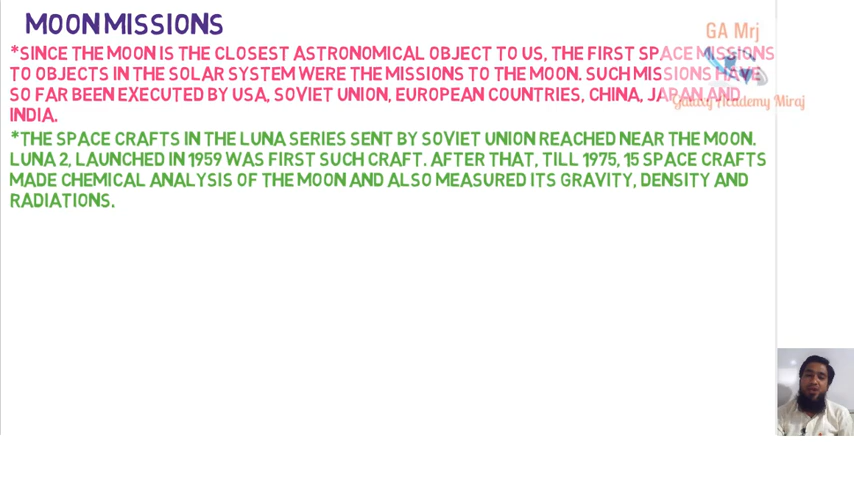 MOON MISSIONS
GA Mrj
*SINCE THE MOON IS THE CLOSEST ASTRONOMICAL OBJECT TO US, THE FIRST SPACE MISSIONS
TO OBJECTS IN THE SOLAR SYSTEM WERE THE MISSIONS TO THE MOON. SUCH MISSIONS HAVE
SO FAR BEEN EXECUTED BY USA, SOVIET UNION, EUROPEAN COUNTRIES, CHINA, JAPAN AND
Galaxy Academy Miraj
INDIA.
*THE SPACE CRAFTS IN THE LUNA SERIES SENT BY SOVIET UNION REACHED NEAR THE MOON.
LUNA 2, LAUNCHED IN 1959 WAS FIRST SUCH CRAFT. AFTER THAT, TILL 1975, 15 SPACE CRAFTS
MADE CHEMICAL ANALYSIS OF THE MOON AND ALSO MEASURED ITS GRAVITY, DENSITY AND
RADIATIONS.